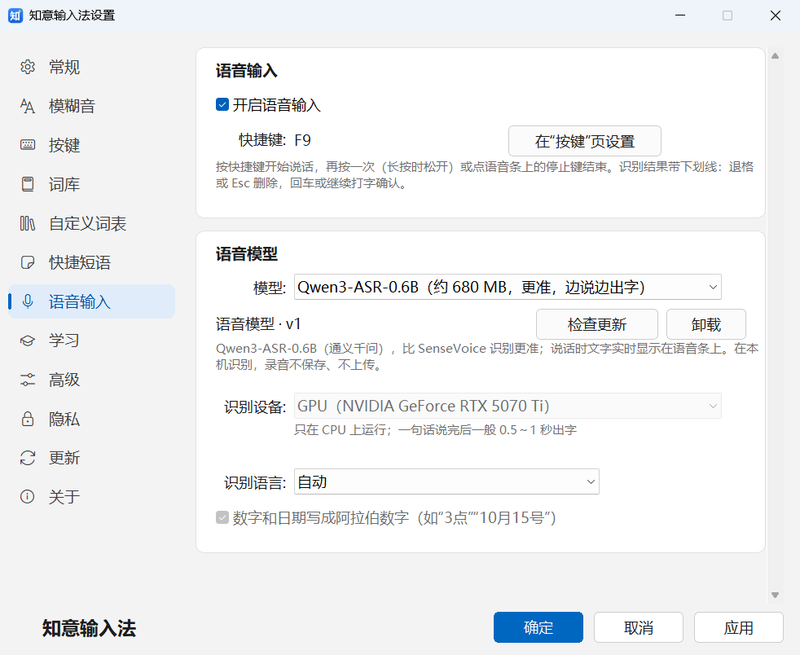 知意输入法设置
常规
模糊音
按键
词库
自定义词表
快捷短语
语音输入
学习
高级
隐私
更新
关于
知意输入法
语音输入
开启语音输入
快捷键: F9
在“按键”页设置
按快捷键开始说话，再按一次（长按时松开）或点语音条上的停止键结束。识别结果带下划线：退格
或 Esc 删除，回车或继续打字确认。
语音模型
模型: Qwen3-ASR-0.6B（约 680 MB，更准，边说边出字）
语音模型 · v1
检查更新
卸载
Qwen3-ASR-0.6B（通义千问），比 SenseVoice 识别更准；说话时文字实时显示在语音条上。在本
机识别，录音不保存、不上传。
识别设备: GPU（NVIDIA GeForce RTX 5070 Ti）
只在 CPU 上运行；一句话说完后一般 0.5 ~ 1 秒出字
识别语言: 自动
数字和日期写成阿拉伯数字（如“3点”“10月15号”）
确定
取消
应用